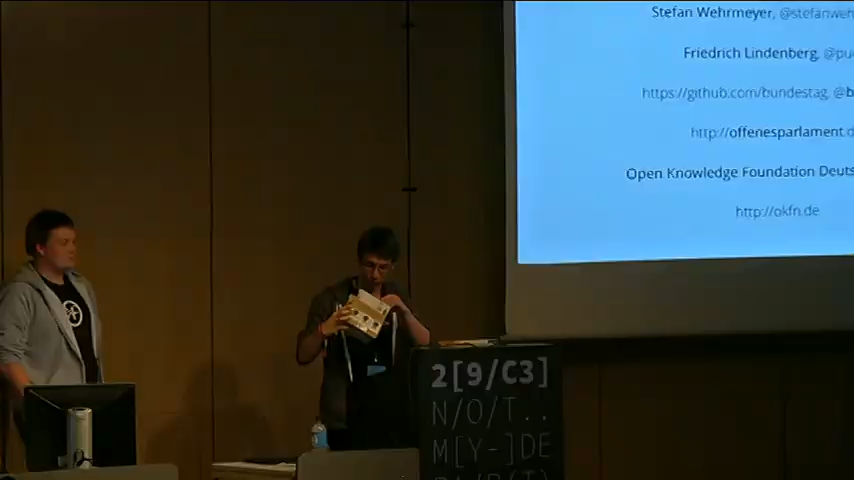 Stefan Wehrmeyer, @stefanweh
Friedrich Lindenberg, @pu
https://github.com/bundestag, @b
http://offenesparlament.d
Open Knowledge Foundation Deuts
http://okfn.de
2[9/C3]
N/O/T..
M[Y-]DE